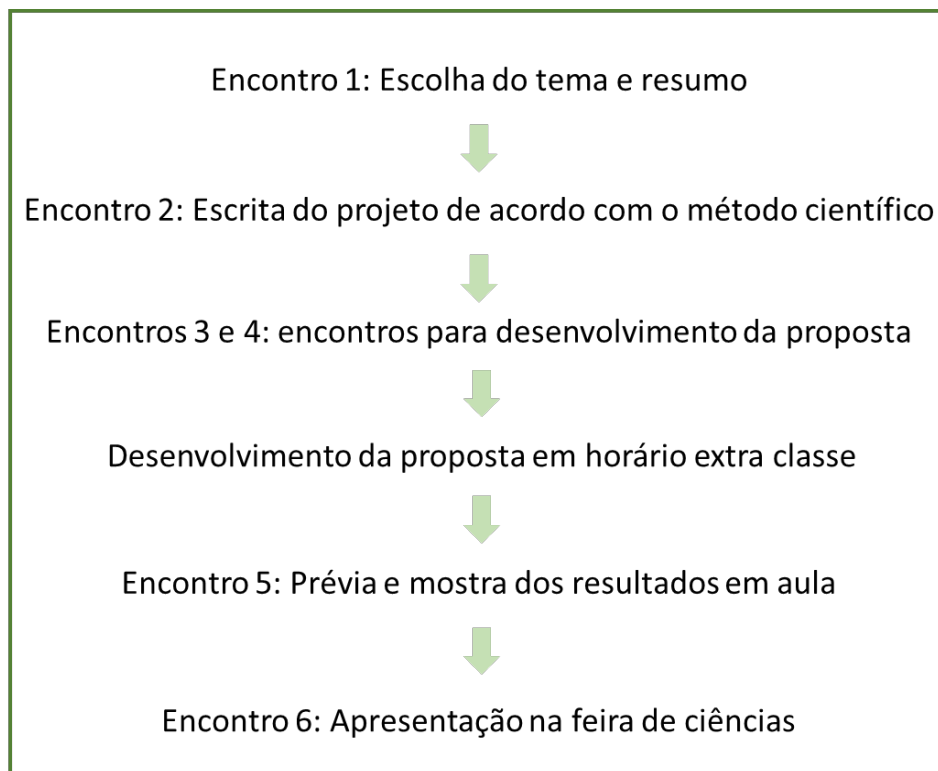 Encontro 1: Escolha do tema e resumo
Encontro 2: Escrita do projeto de acordo com o método científico
Encontros 3 e 4: encontros para desenvolvimento da proposta
Desenvolvimento da proposta em horário extra classe
Encontro 5: Prévia e mostra dos resultados em aula
Encontro 6: Apresentação na feira de ciências